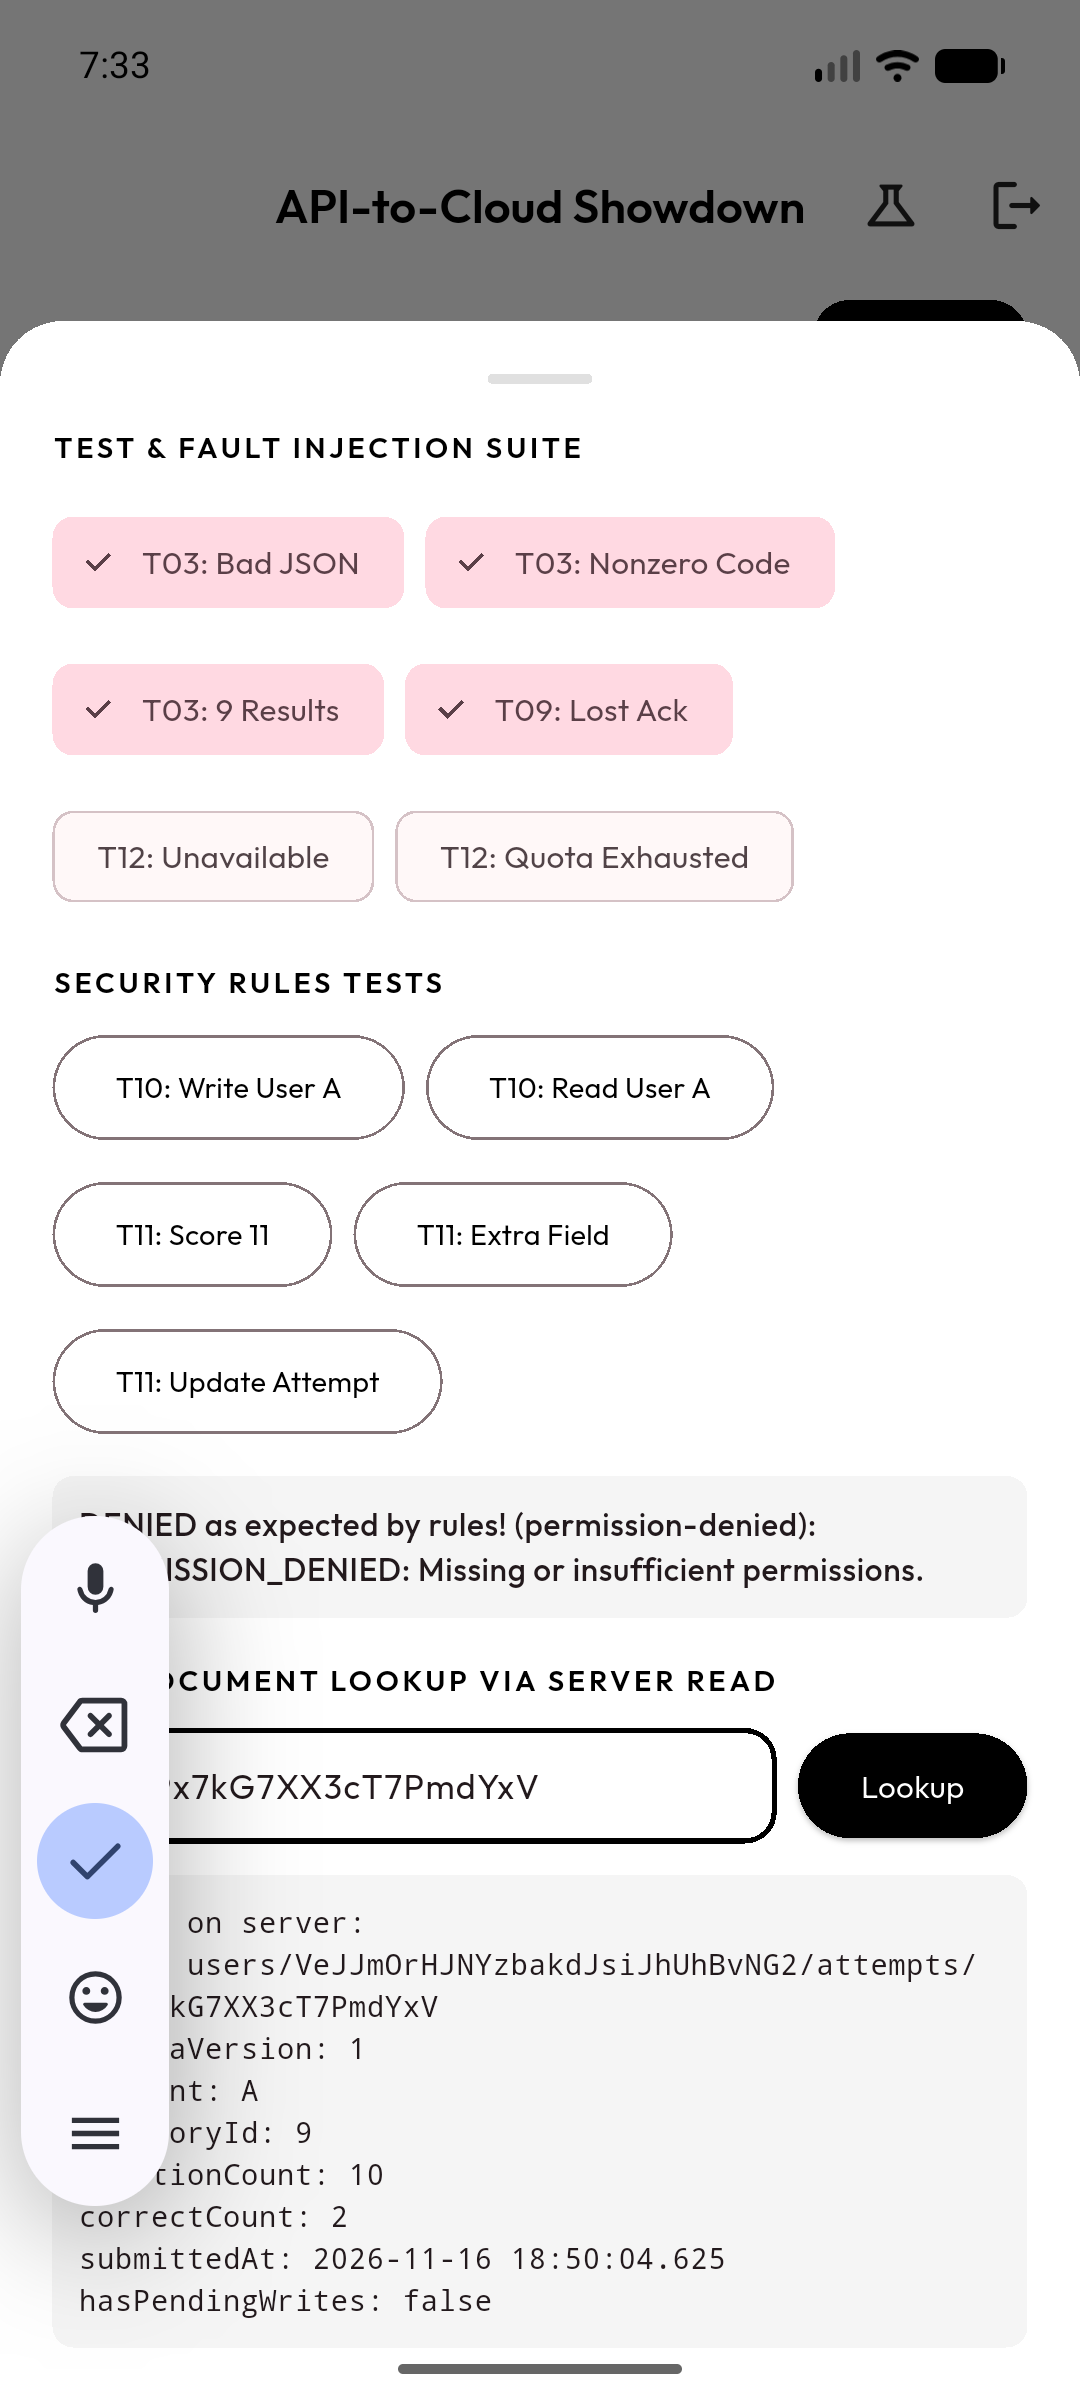 7:33
API-to-Cloud Showdown
TEST & FAULT INJECTION SUITE
T03: Bad JSON
T03: Nonzero Code
T03: 9 Results
T09: Lost Ack
T12: Unavailable
T12: Quota Exhausted
SECURITY RULES TESTS
T10: Write User A
T10: Read User A
T11: Score 11
T11: Extra Field
T11: Update Attempt
DENIED as expected by rules! (permission-denied):
ISSION_DENIED: Missing or insufficient permissions.
OCUMENT LOOKUP VIA SERVER READ
x7kG7XX3cT7PmdYxV
Lookup
on server:
users/VeJJmOrHJNYzbakdJsiJhUhBvNG2/attempts/
kG7XX3cT7PmdYxV
aVersion: 1
nt: A
oryId: 9
tionCount: 10
correctCount: 2
submittedAt: 2026-11-16 18:50:04.625
hasPendingWrites: false